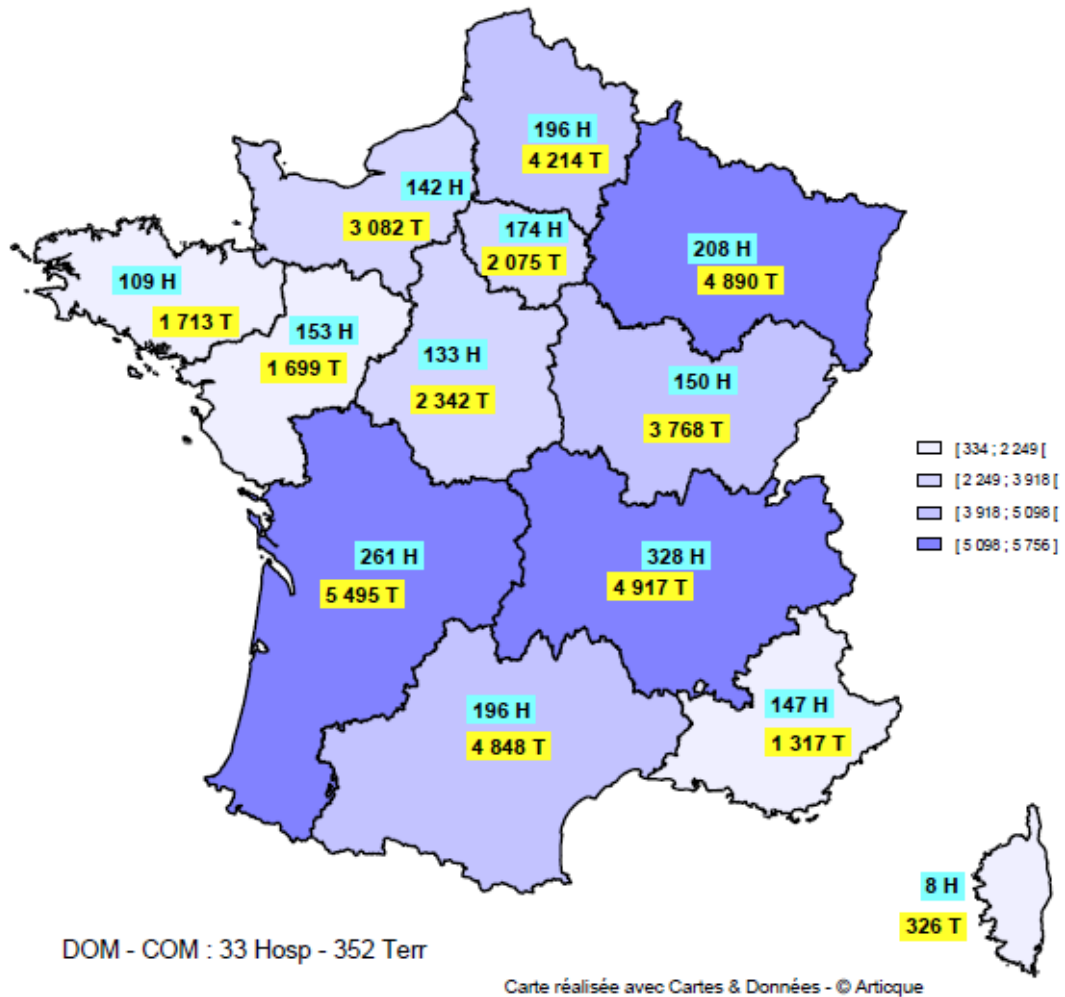 196 H
4 214 T
142 H
3 082 T
174 H
2 075 T
208 H
4 890 T
109 H
1 713 T
153 H
1 699 T
133 H
2 342 T
150 H
3 768 T
[ 334 ; 2 249 [
[ 2 249 ; 3 918 [
[ 3 918 ; 5 098 [
[ 5 098 ; 5 756 ]
261 H
5 495 T
328 H
4 917 T
196 H
4 848 T
147 H
1 317 T
8 H
326 T
DOM - COM : 33 Hosp - 352 Terr
Carte réalisée avec Cartes & Données - © Articque